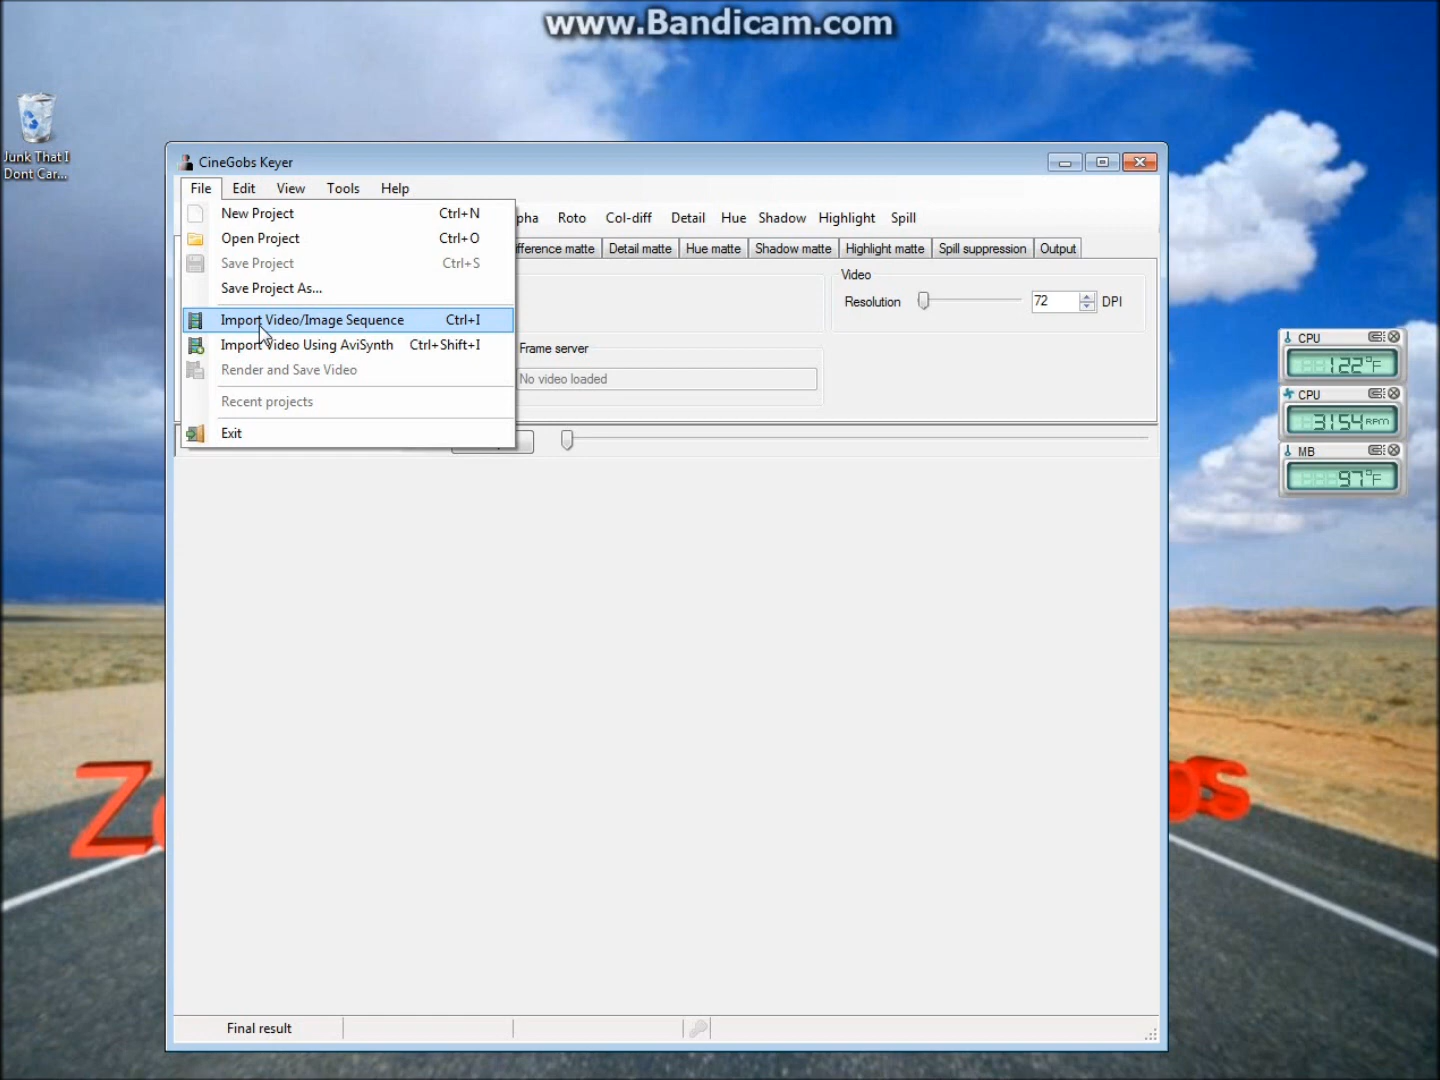 www.Bandicam.com
Junk That I
Dont Car...
CineGobs Keyer
File Edit View Tools Help
New Project Ctrl+N
Open Project Ctrl+O
Save Project Ctrl+S
Save Project As...
Import Video/Image Sequence Ctrl+I
Import Video Using AviSynth Ctrl+Shift+I
Render and Save Video
Recent projects
Exit
pha Roto Col-diff Detail Hue Shadow Highlight Spill
fference matte Detail matte Hue matte Shadow matte Highlight matte Spill suppression Output
Video
Resolution 72 DPI
Frame server
No video loaded
CPU
122°F
CPU
3154 RPM
MB
97°F
Final result